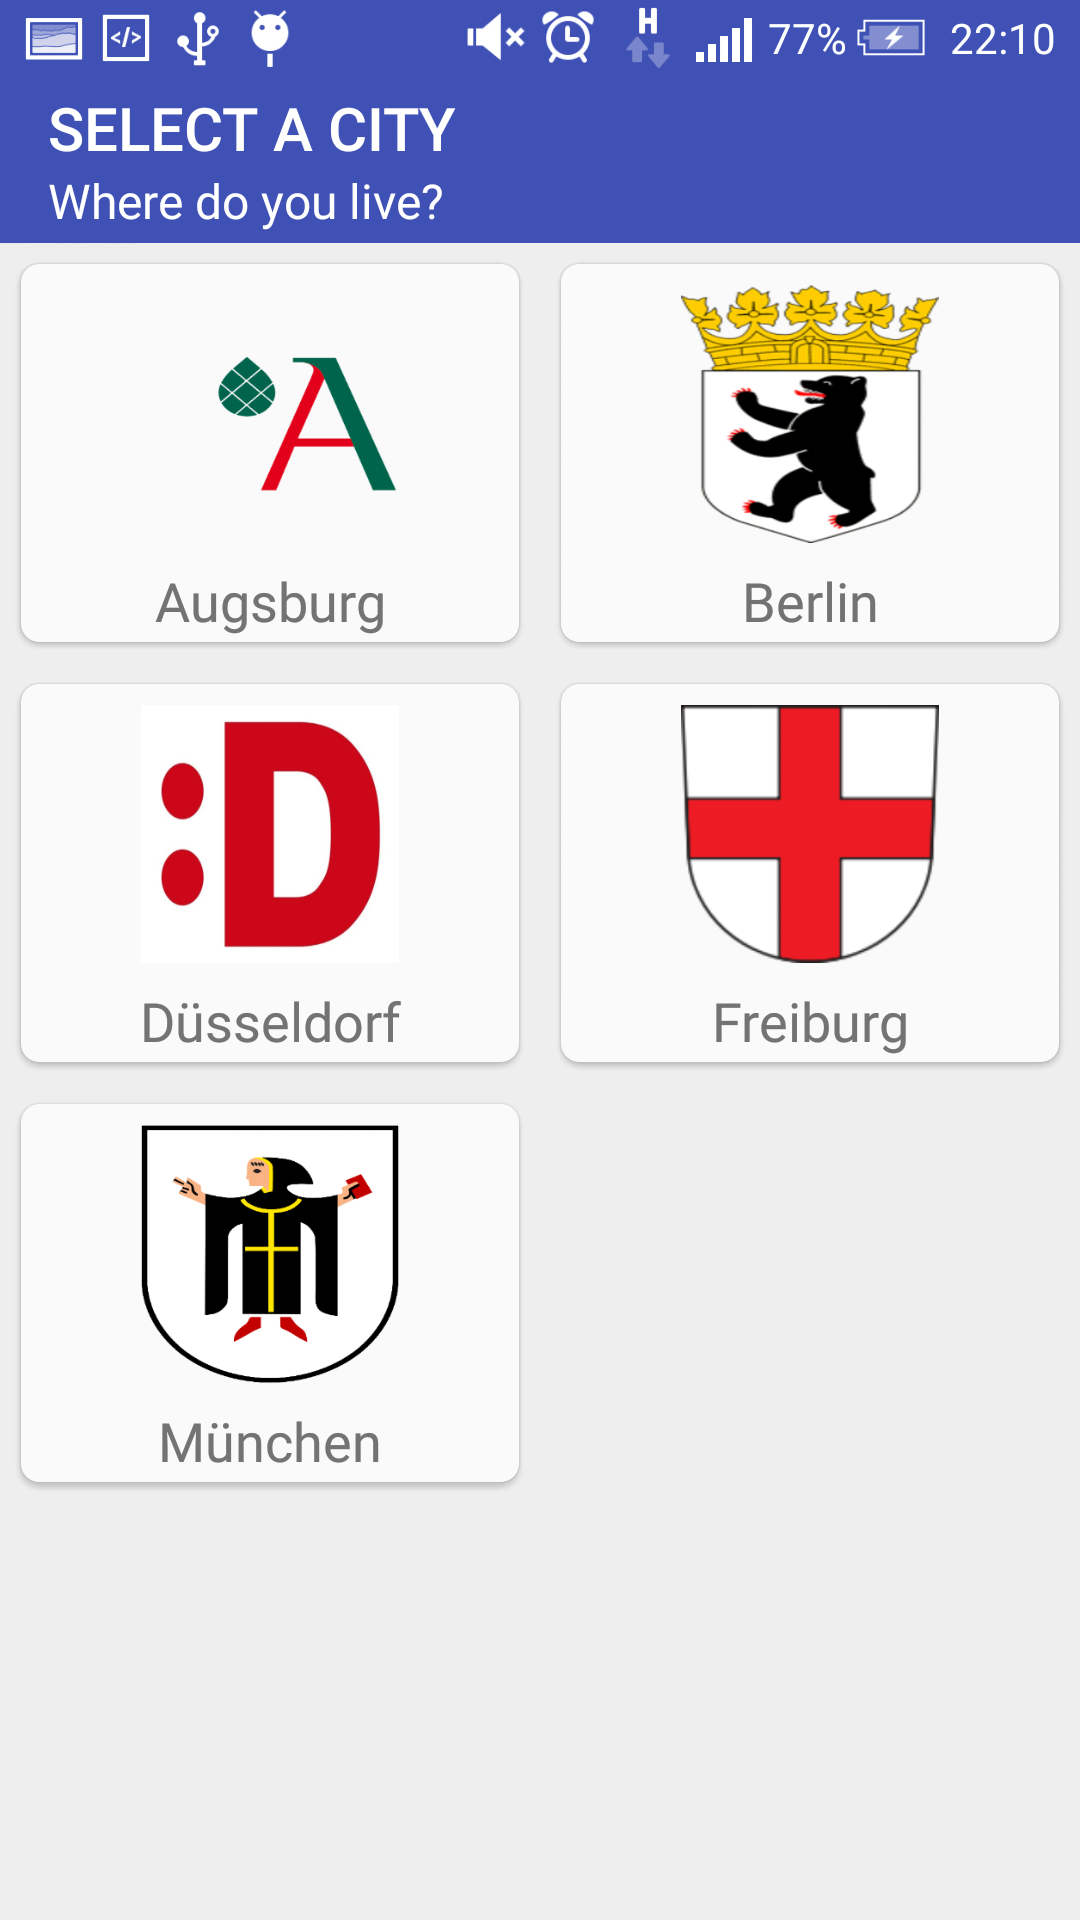 </> H 77% 22:10
SELECT A CITY
Where do you live?
A
Augsburg
Berlin
:D
Düsseldorf
Freiburg
München